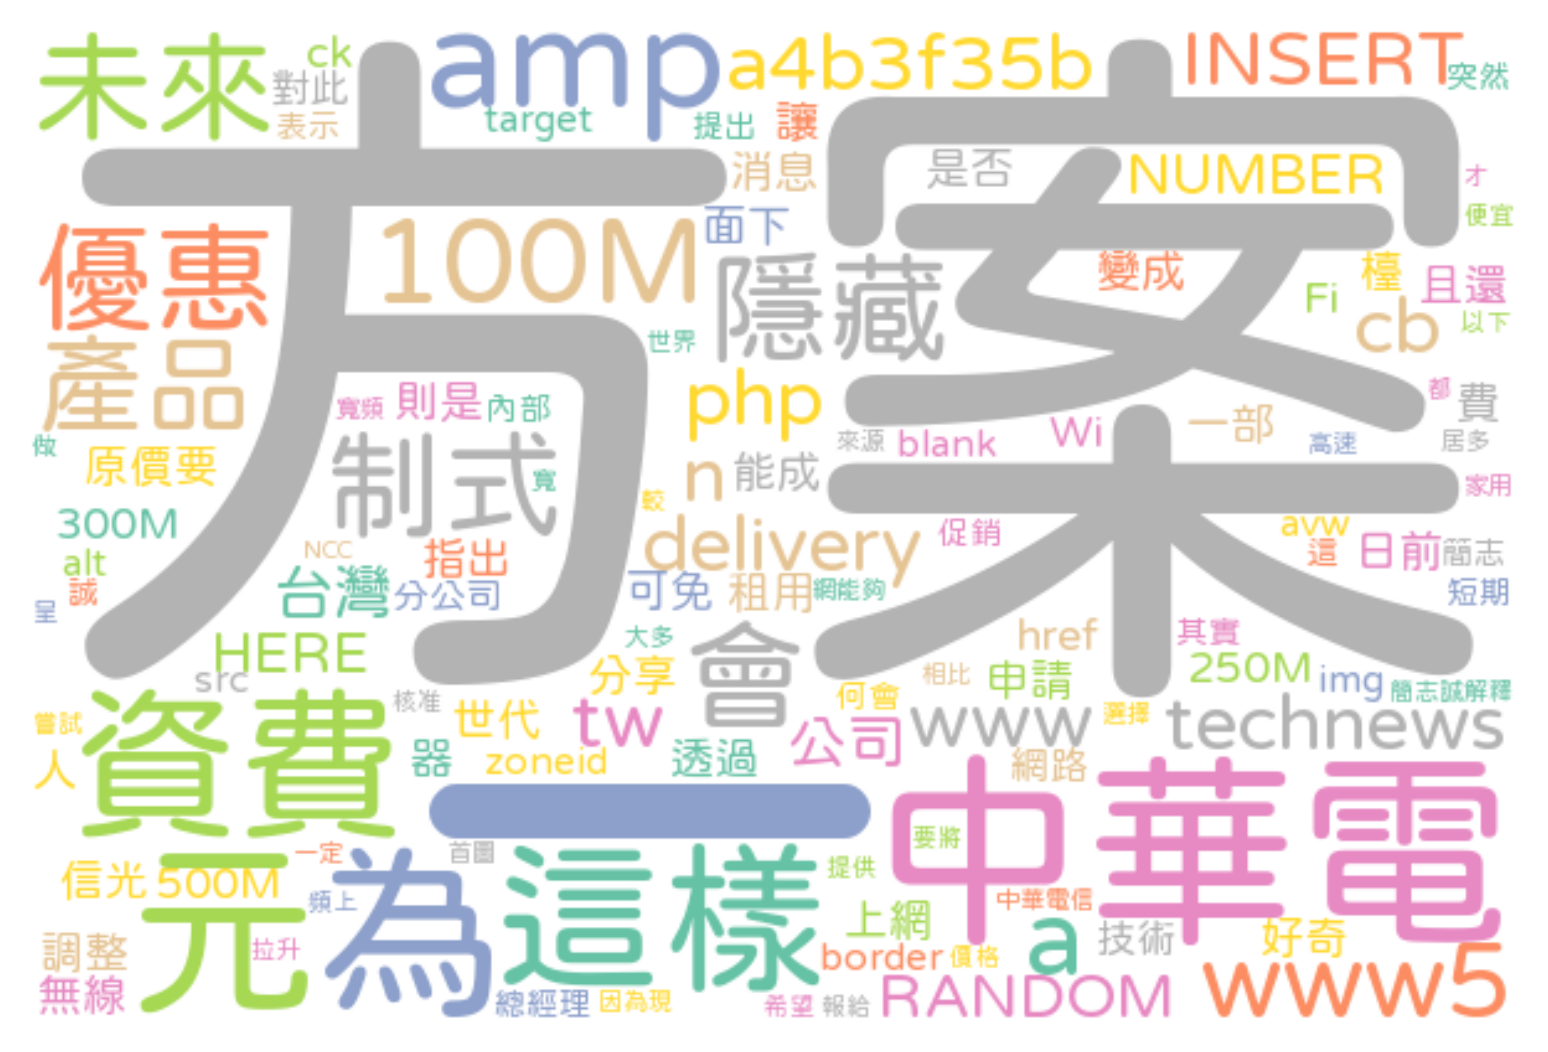 未來
ck
對此
表示
amp
a4b3f35b
INSERT
突然
target
提出
讓
方案
消息
是否
NUMBER
才
便宜
面下
優惠
100M
隱藏
變成
檯
且還
Fi
cb
以下
世界
產品
php
都
費
寬頻
則是
內部
一部
做
原價要
制式
寬
來源
blank
Wi
高速
居多
n
能成
家用
較
300M
delivery
促銷
avw
這
日前
簡志
alt
NCC
指出
誠
台灣
分公司
可免
租用
網能夠
短期
呈
HERE
大多
會
href
其實
src
分享
相比
申請
250M
img
簡志誠解釋
核准
何會
資費
嘗試
世代
tw
公司
www
選擇
technews
人
器
zoneid
透過
網路
一
中華電
要將
信光
500M
一定
首圖
為
這樣
提供
元
頻上
中華電信
上網
a
技術
好奇
調整
拉升
border
價格
www5
無線
總經理
因為現
希望
報給
RANDOM